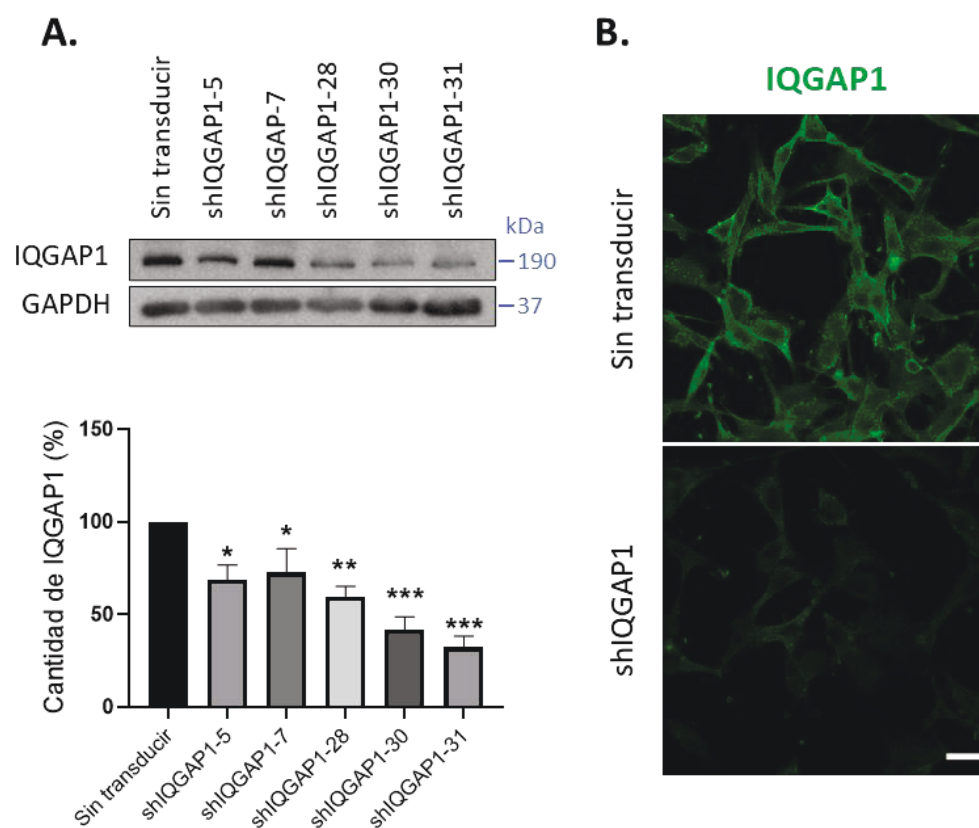 A.
Sin transducir
shIQGAP1-5
shIQGAP-7
shIQGAP1-28
shIQGAP1-30
shIQGAP1-31
kDa
IQGAP1
190
GAPDH
37
Cantidad de IQGAP1 (%)
150
100
50
0
*
*
**
***
***
Sin transducir
shIQGAP1-5
shIQGAP1-7
shIQGAP1-28
shIQGAP1-30
shIQGAP1-31
B.
IQGAP1
Sin transducir
shIQGAP1